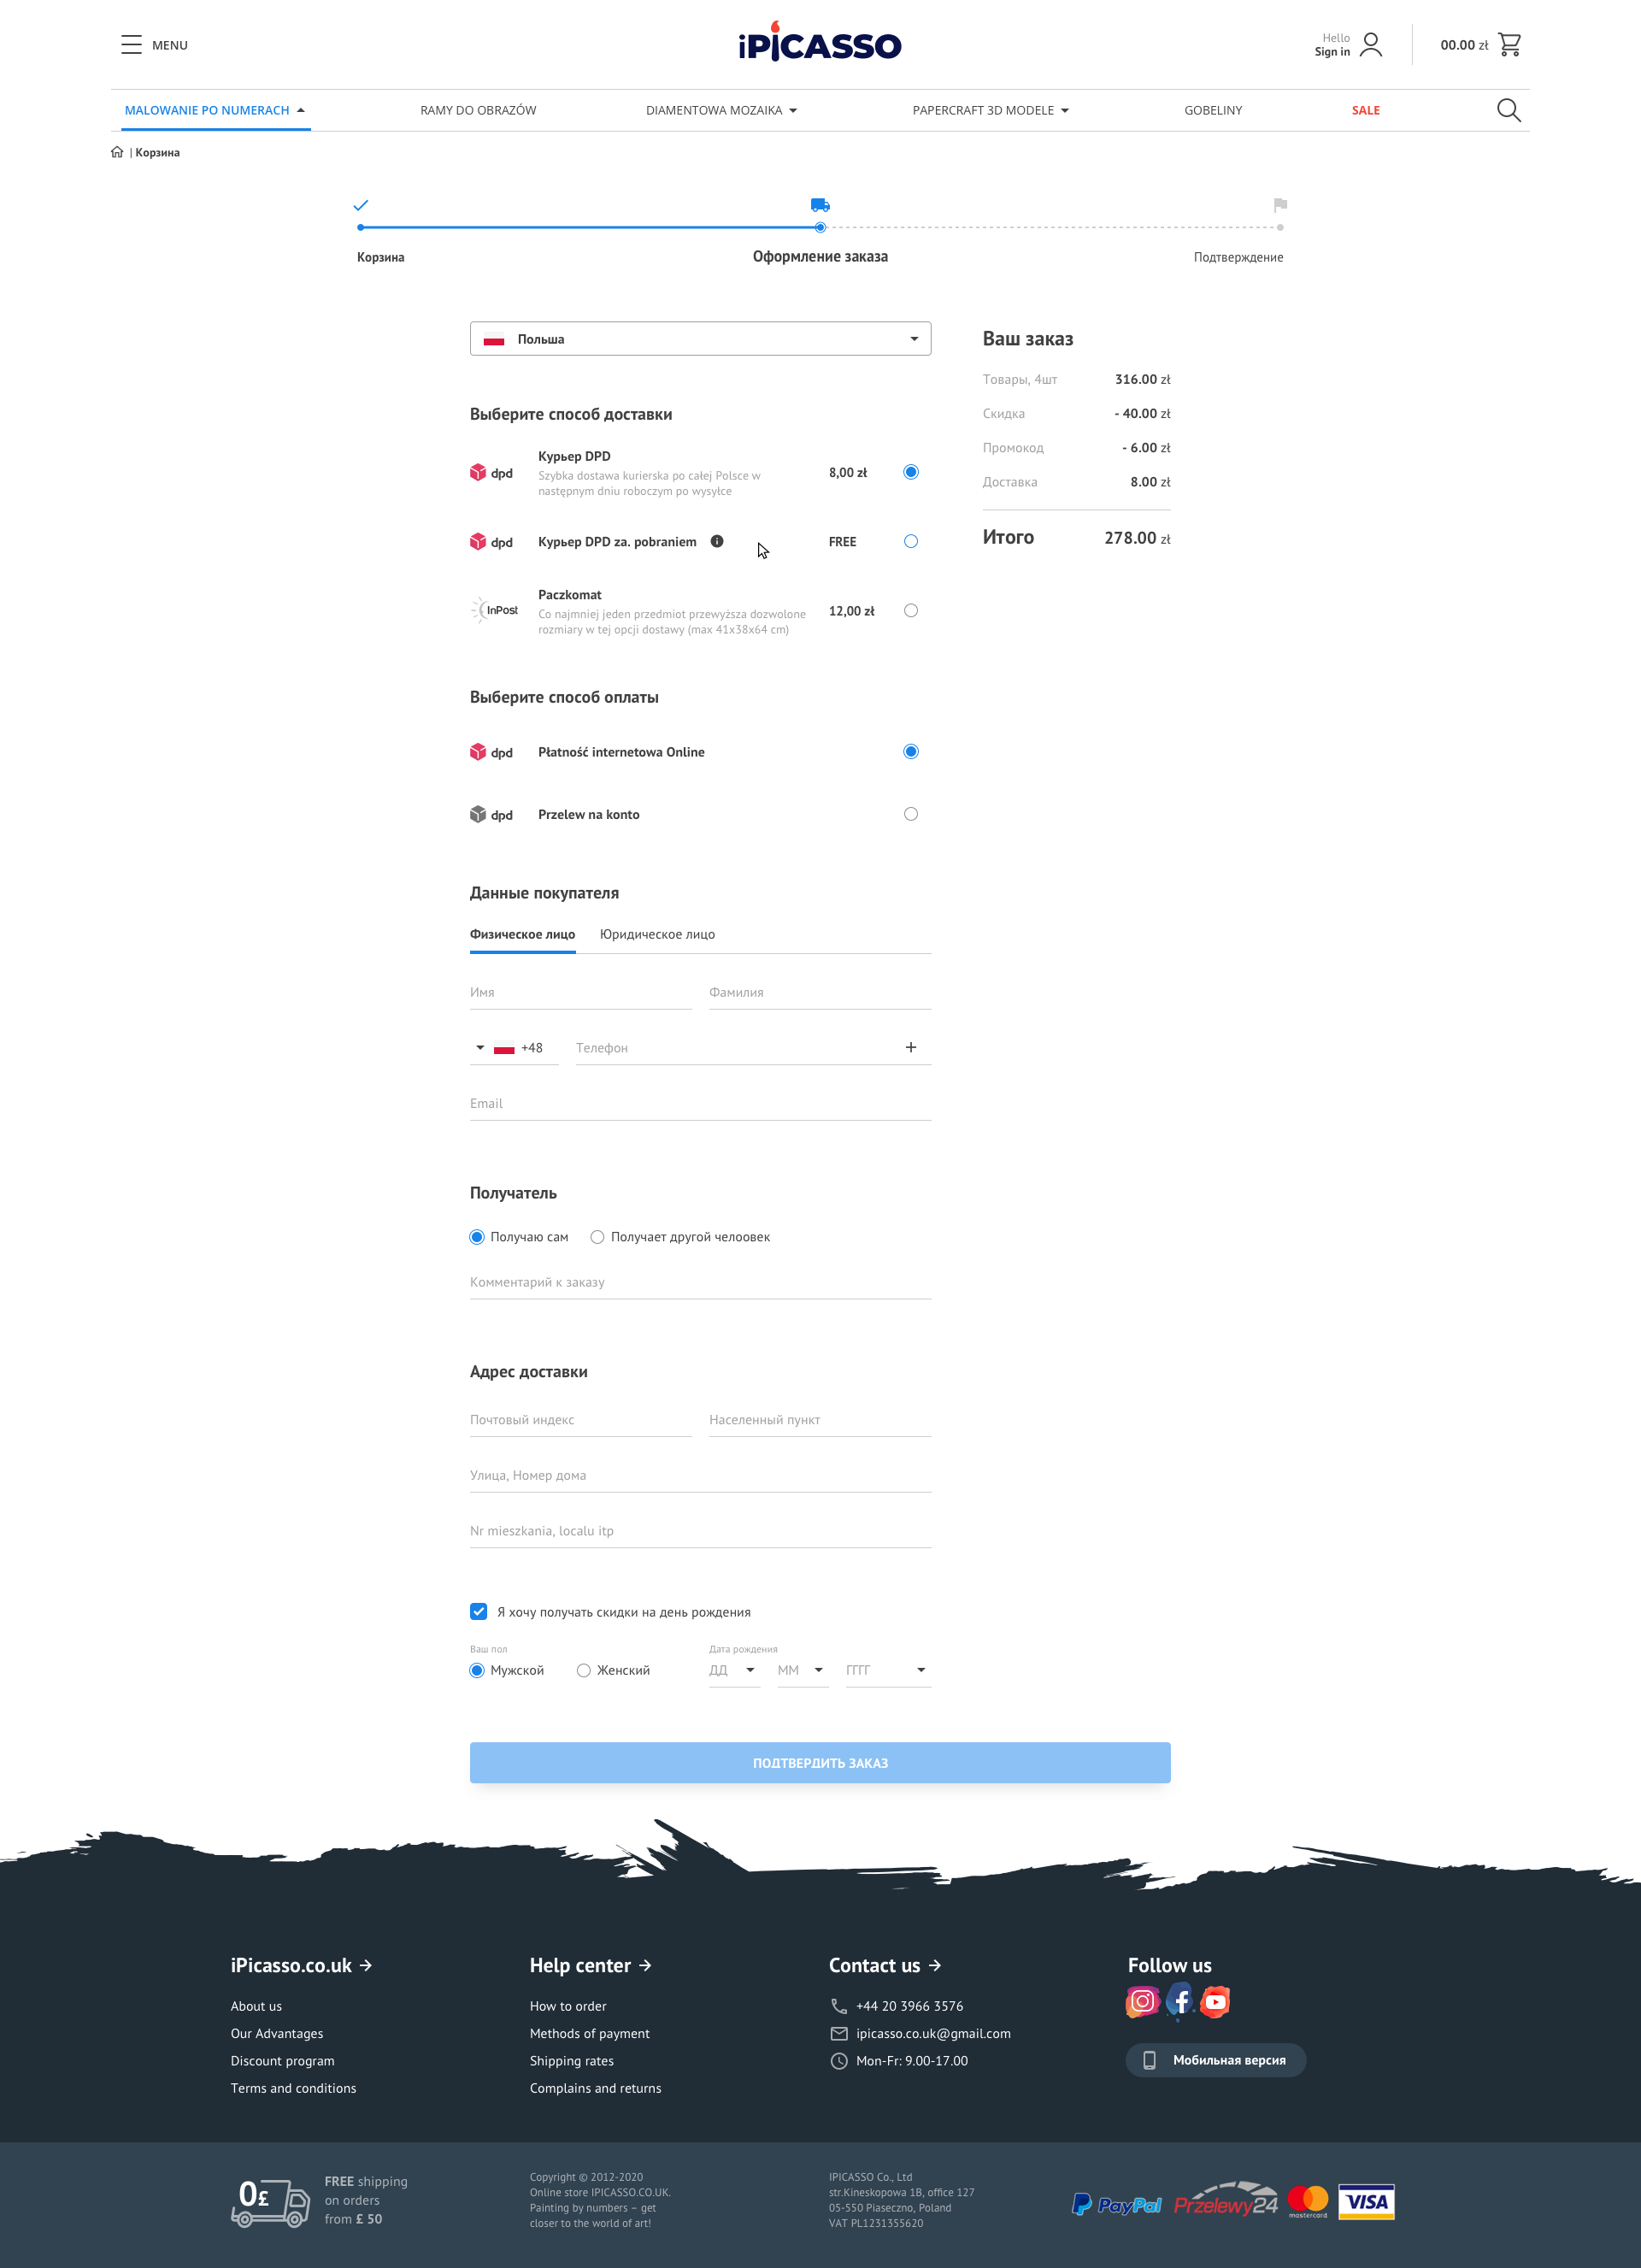 MENU
iPICASSO
Hello
Sign in
00.00 zł
MALOWANIE PO NUMERACH
RAMY DO OBRAZÓW
DIAMENTOWA MOZAIKA
PAPERCRAFT 3D MODELE
GOBELINY
SALE
| Корзина
Корзина
Оформление заказа
Подтверждение
Польша
Выберите способ доставки
dpd
Курьер DPD
Szybka dostawa kurierska po całej Polsce w
następnym dniu roboczym po wysyłce
8,00 zł
dpd
Курьер DPD za. pobraniem
FREE
InPost
Paczkomat
Co najmniej jeden przedmiot przewyższa dozwolone
rozmiary w tej opcji dostawy (max 41x38x64 cm)
12,00 zł
Ваш заказ
Товары, 4шт 316.00 zł
Скидка - 40.00 zł
Промокод - 6.00 zł
Доставка 8.00 zł
Итого 278.00 zł
Выберите способ оплаты
dpd
Płatność internetowa Online
dpd
Przelew na konto
Данные покупателя
Физическое лицо
Юридическое лицо
Имя
Фамилия
+48
Телефон
Email
Получатель
Получаю сам
Получает другой челоовек
Комментарий к заказу
Адрес доставки
Почтовый индекс
Населенный пункт
Улица, Номер дома
Nr mieszkania, localu itp
Я хочу получать скидки на день рождения
Ваш пол
Мужской
Женский
Дата рождения
ДД
ММ
ГГГГ
ПОДТВЕРДИТЬ ЗАКАЗ
iPicasso.co.uk
About us
Our Advantages
Discount program
Terms and conditions
Help center
How to order
Methods of payment
Shipping rates
Complains and returns
Contact us
+44 20 3966 3576
ipicasso.co.uk@gmail.com
Mon-Fr: 9.00-17.00
Follow us
Мобильная версия
0£
FREE shipping
on orders
from £ 50
Copyright © 2012-2020
Online store IPICASSO.CO.UK.
Painting by numbers – get
closer to the world of art!
IPICASSO Co., Ltd
str.Kineskopowa 1B, office 127
05-550 Piaseczno, Poland
VAT PL1231355620
PayPal
Przelewy24
mastercard
VISA